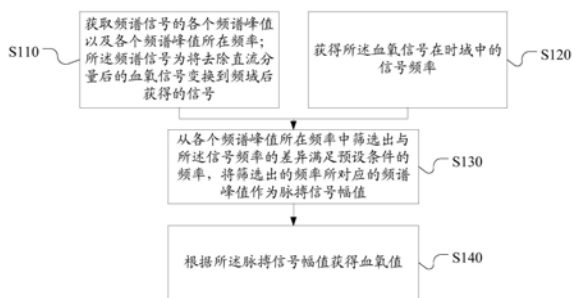 S110
获取频谱信号的各个频谱峰值
以及各个频谱峰值所在频率；
所述频谱信号为将去除直流分
量后的血氧信号变换到频域后
获得的信号
获得所述血氧信号在时域中的
信号频率
S120
从各个频谱峰值所在频率中筛选出与
所述信号频率的差异满足预设条件的
频率，将筛选出的频率所对应的频谱
峰值作为脉搏信号幅值
S130
根据所述脉搏信号幅值获得血氧值
S140